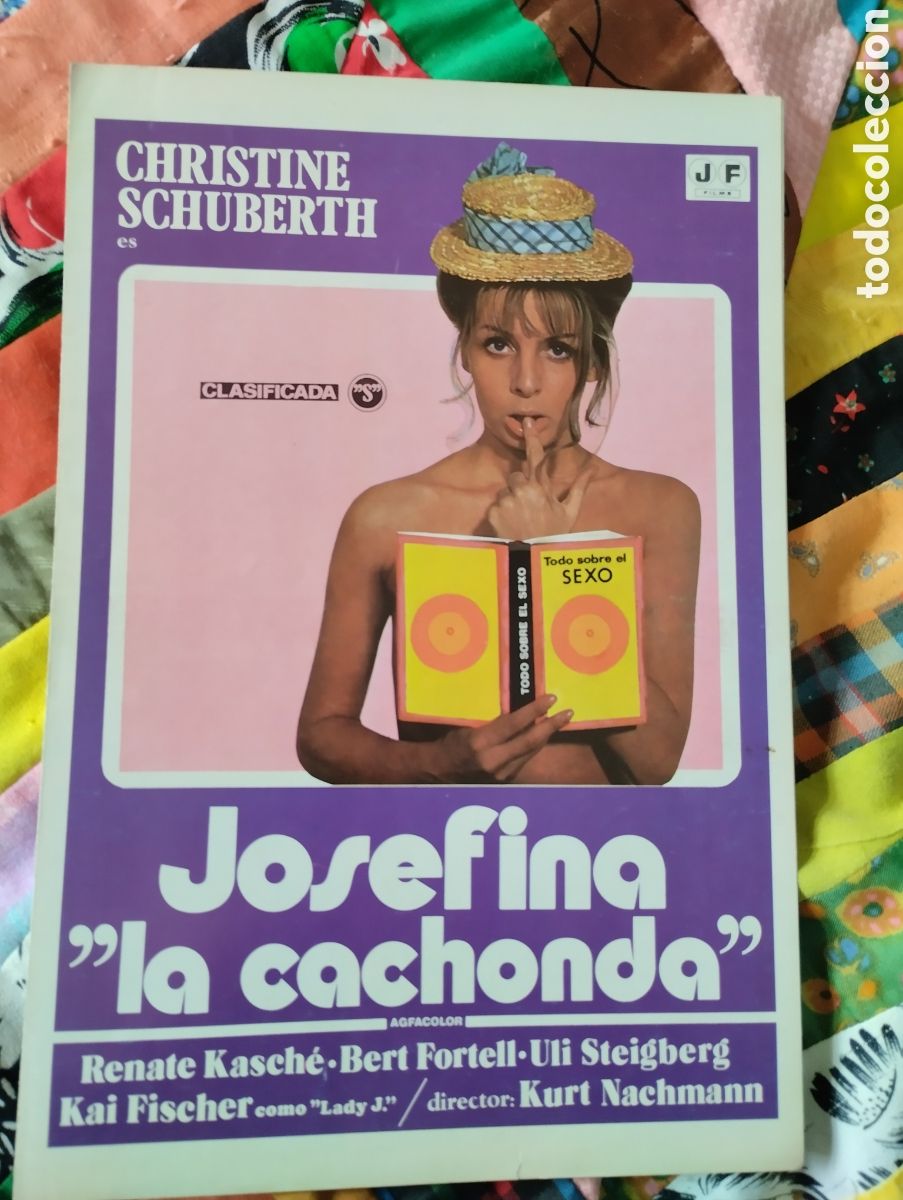 CHRISTINE
SCHUBERTH
es
J F
FILMS
CLASIFICADA "S"
Todo sobre el
SEXO
TODO SOBRE EL SEXO
Josefina
"la cachonda"
AGFACOLOR
Renate Kasché·Bert Fortell·Uli Steigberg
Kai Fischer como "Lady J." / director: Kurt Nachmann
todocoleccion